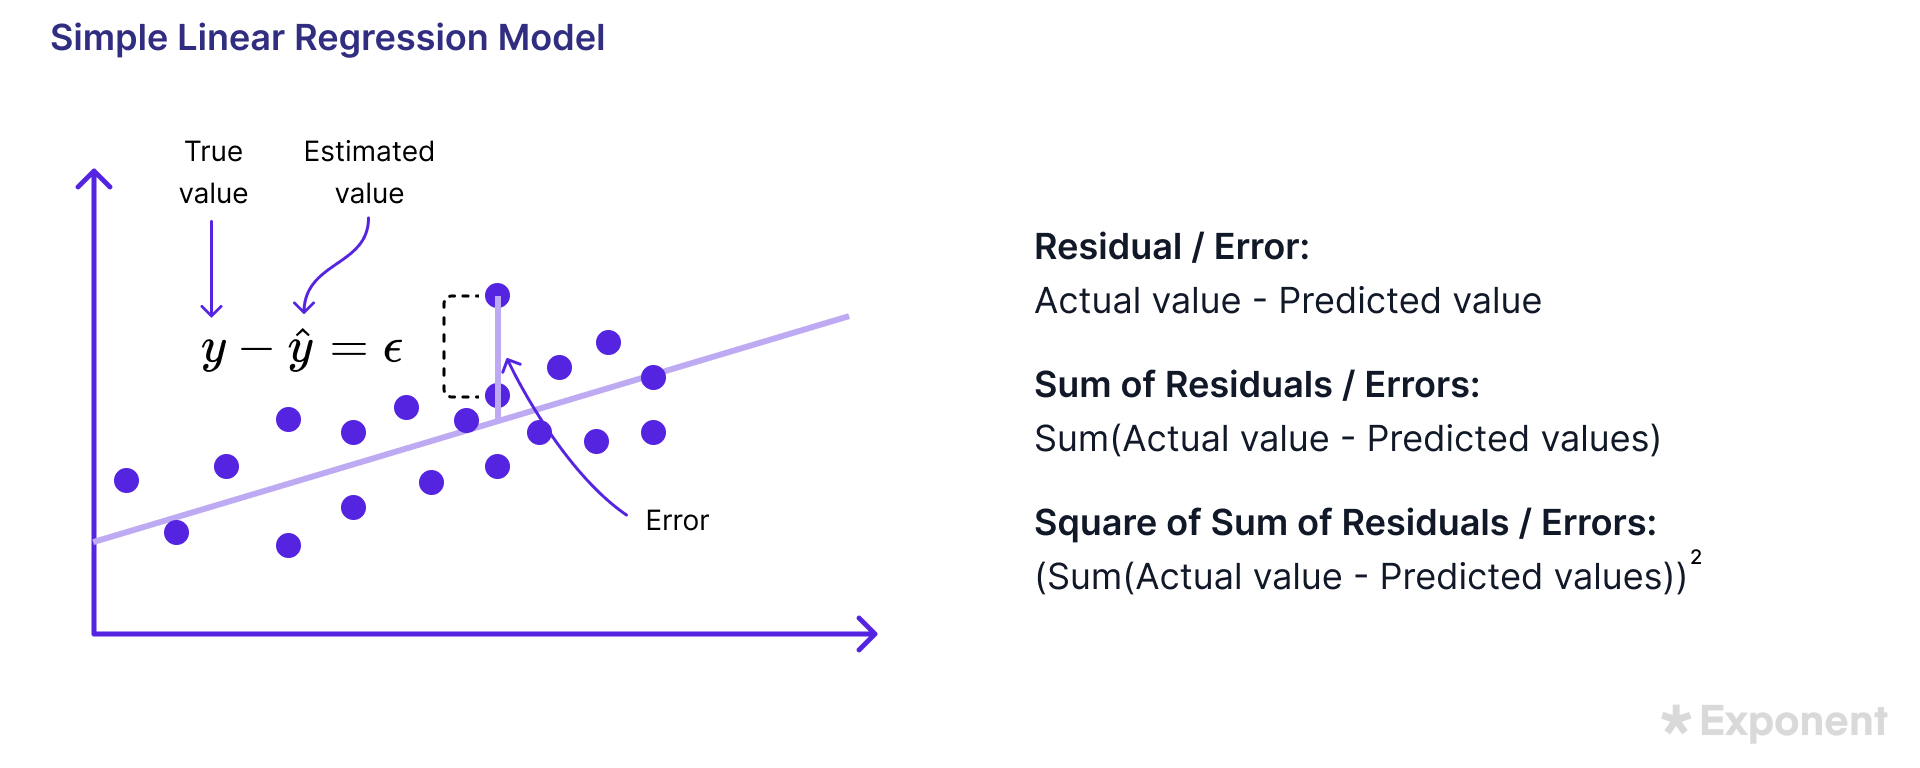 Simple Linear Regression Model
True
value
Estimated
value
y − ŷ = ϵ
Error
Residual / Error:
Actual value - Predicted value
Sum of Residuals / Errors:
Sum(Actual value - Predicted values)
Square of Sum of Residuals / Errors:
(Sum(Actual value - Predicted values))²
Exponent